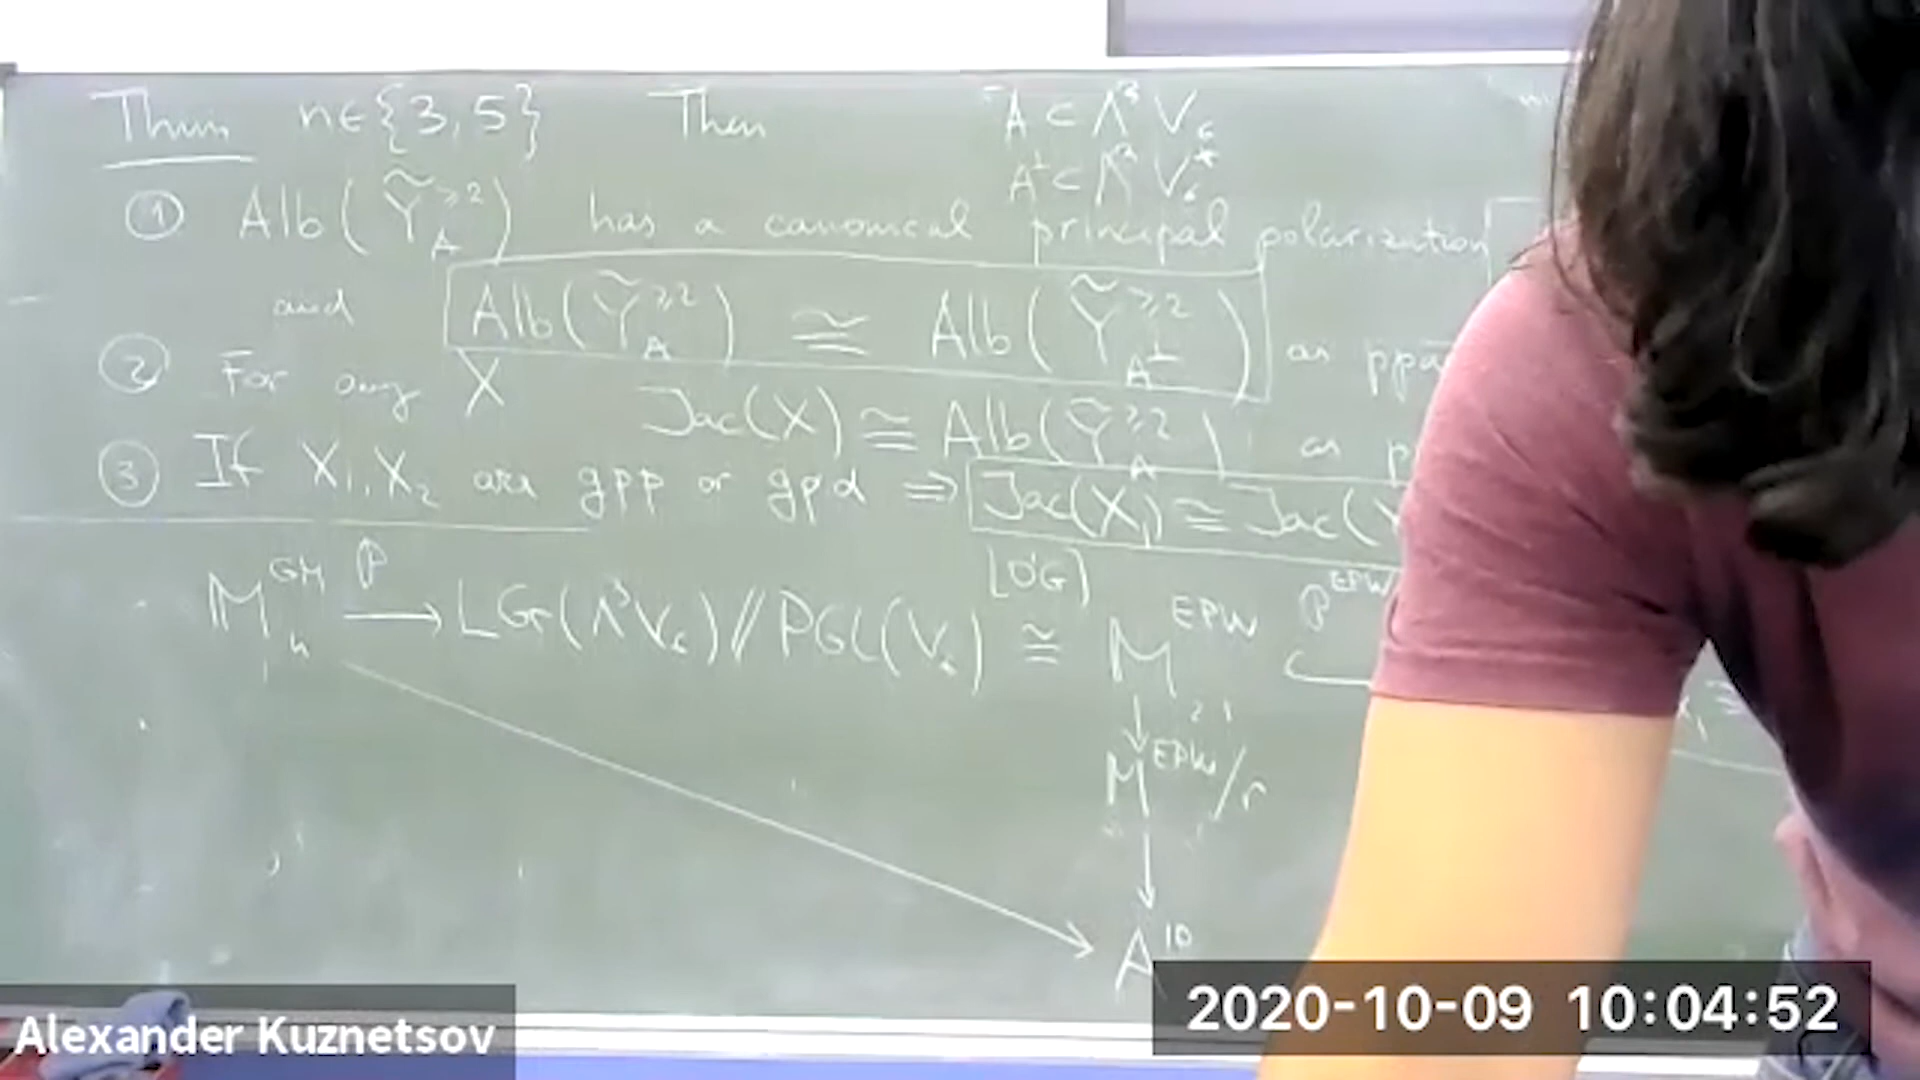 Thm n∈{3,5} Then A ⊂ Λ³V₆
A^⊥ ⊂ Λ³V₆*
① Alb(Ỹ_A^{≥2}) has a canonical principal polarization
and Alb(Ỹ_A^{≥2}) ≅ Alb(Ỹ_{A^⊥}^{≥2}) as
② For any X Jac(X) ≅ Alb(Ỹ_A^{≥2}) as
③ If X₁, X₂ are gpp or gpd ⇒ Jac(X₁) ≅ Jac(
[O'G]
M_n^{GM} →^℘ LGr(Λ³V₆)//PGL(V₆) ≅ M^{EPW} ℘^{EPW}
↓ 2:1
M^{EPW}/r
↓
A^{10}
Alexander Kuznetsov
2020-10-09 10:04:52